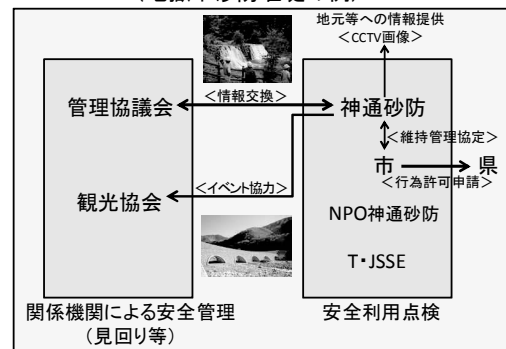 地元等への情報提供
<CCTV画像>
管理協議会
<情報交換>
神通砂防
<維持管理協定>
市
県
<行為許可申請>
<イベント協力>
観光協会
NPO神通砂防
T・JSSE
関係機関による安全管理
(見回り等)
安全利用点検